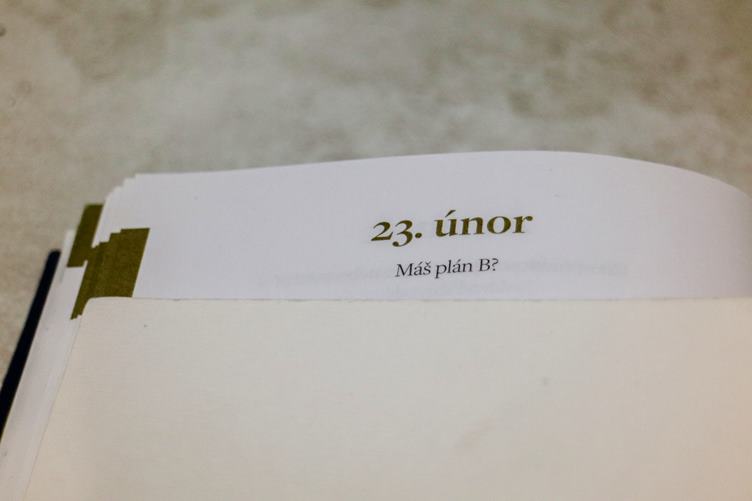 23. únor
Máš plán B?